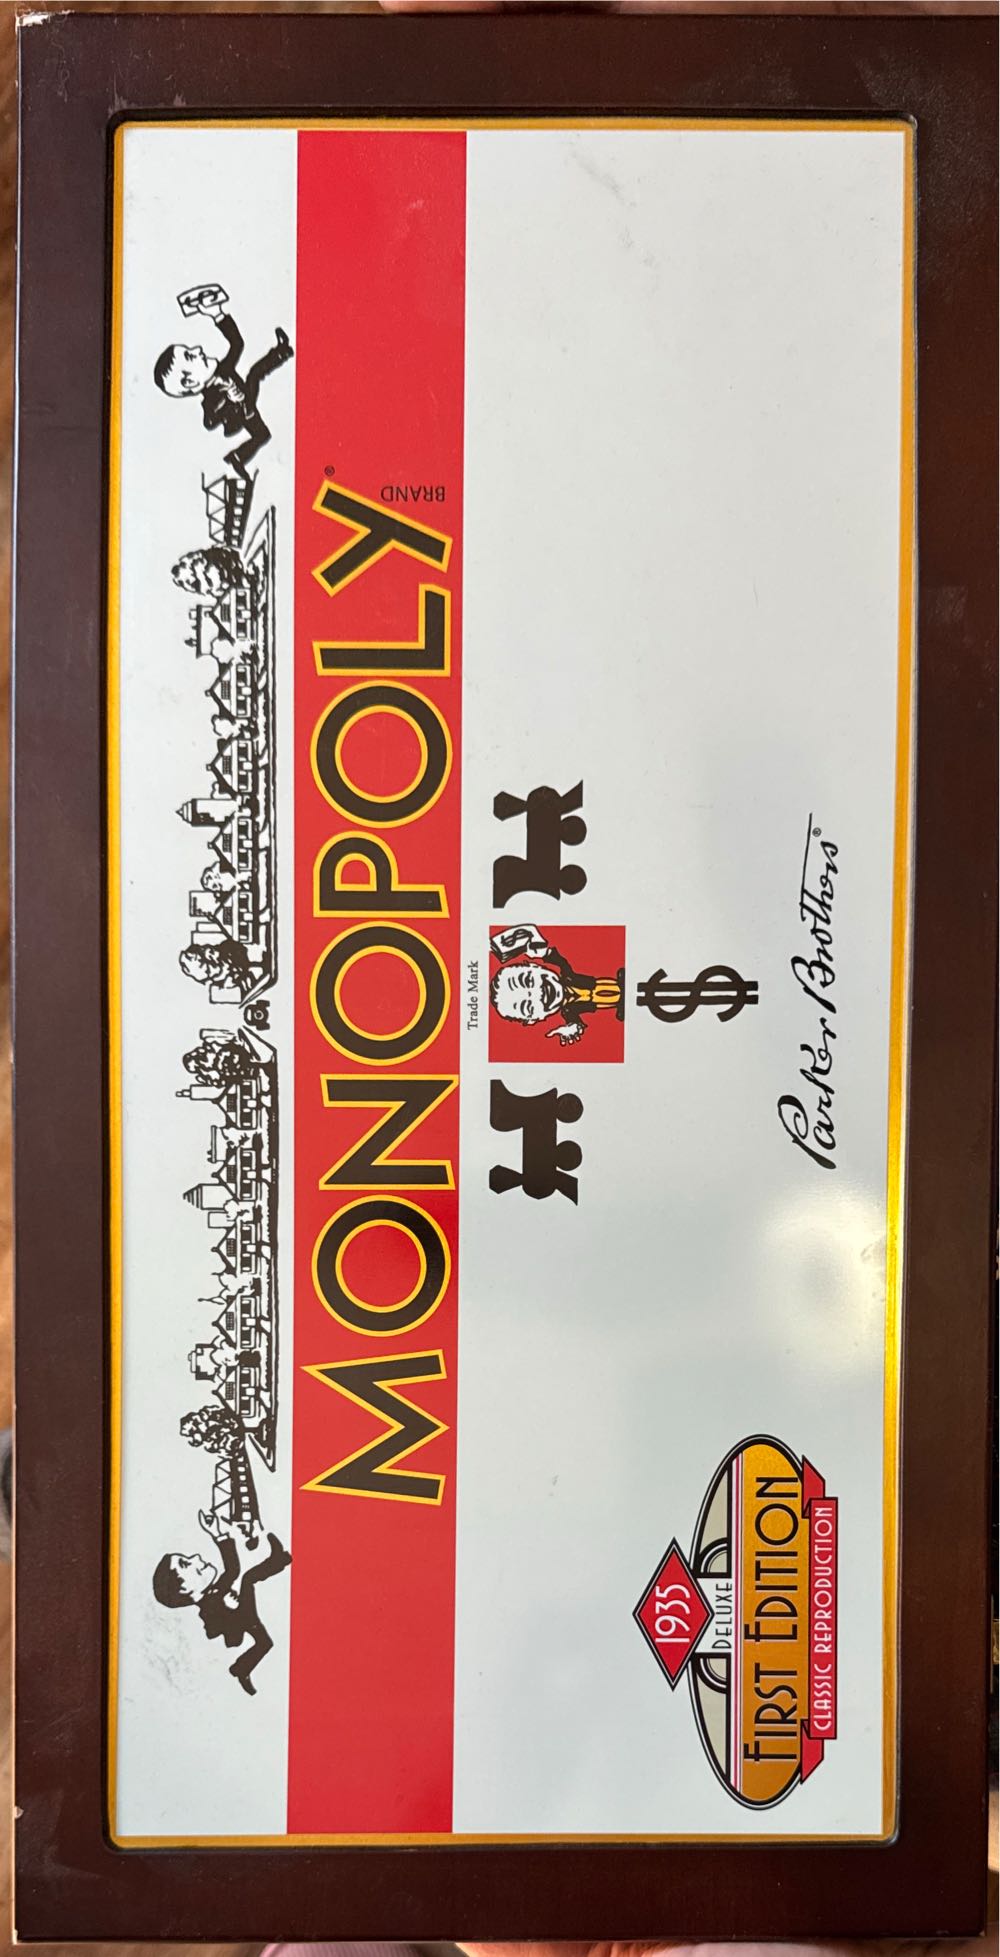 MONOPOLY®
BRAND
Trade Mark
$
$
Parker Brothers®
1935
DELUXE
FIRST EDITION
CLASSIC REPRODUCTION